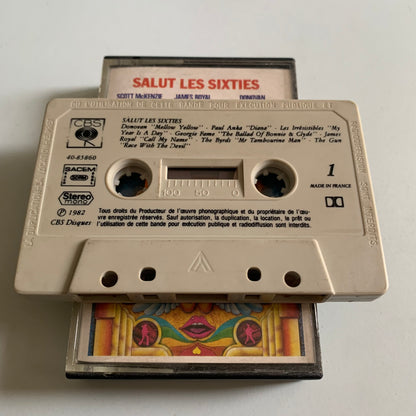 SALUT LES SIXTIES
SCOTT McKENZIE JAMES ROYAL DONOVAN
CBS
40-85860
SACEM
Stereo
mono
℗ 1982
CBS Disques
SALUT LES SIXTIES
Donovan "Mellow Yellow" - Paul Anka "Diana" - Les Irrésistibles "My
Year Is A Day" - Georgie Fame "The Ballad Of Bonnie & Clyde" - James
Royal "Call My Name" - The Byrds "Mr Tambourine Man" - The Gun
"Race With The Devil"
1
MADE IN FRANCE
100 50 0
Tous droits du Producteur de l'œuvre phonographique et du propriétaire de l'œu-
vre enregistrée réservés. Sauf autorisation, la duplication, la location, le prêt ou
l'utilisation de cette bande pour exécution publique et radiodiffusion sont interdits.